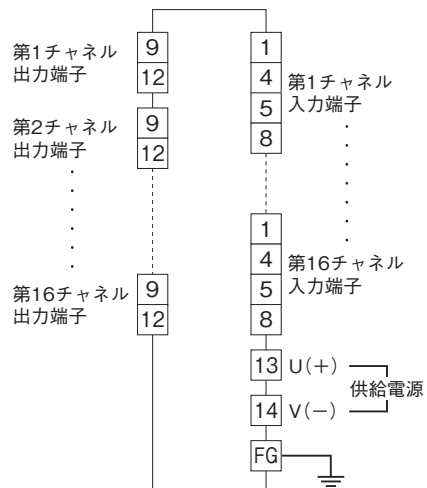 第1チャネル
出力端子
9
12
第2チャネル
出力端子
9
12
第16チャネル
出力端子
9
12
1
4
5
8
第1チャネル
入力端子
1
4
5
8
第16チャネル
入力端子
13 U(+)
供給電源
14 V(−)
FG